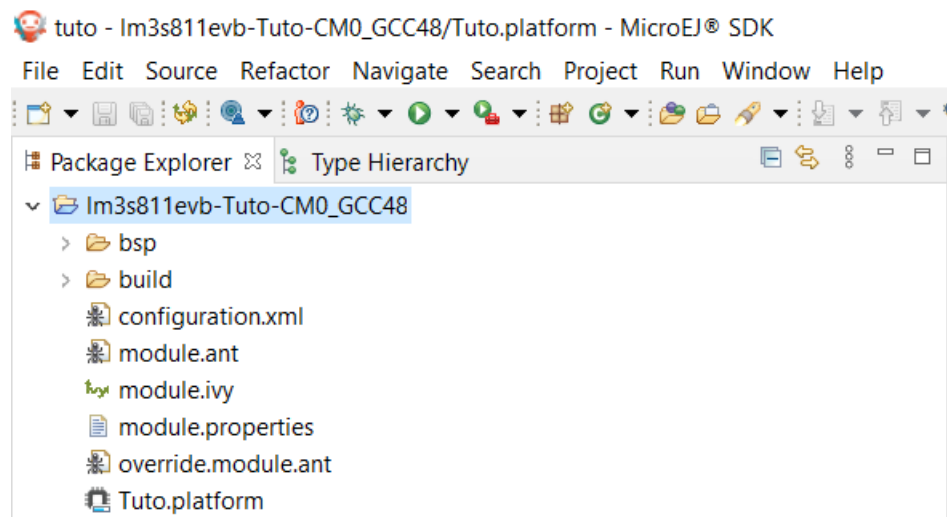 tuto - lm3s811evb-Tuto-CM0_GCC48/Tuto.platform - MicroEJ® SDK
File Edit Source Refactor Navigate Search Project Run Window Help
Package Explorer Type Hierarchy
lm3s811evb-Tuto-CM0_GCC48
bsp
build
configuration.xml
module.ant
module.ivy
module.properties
override.module.ant
Tuto.platform